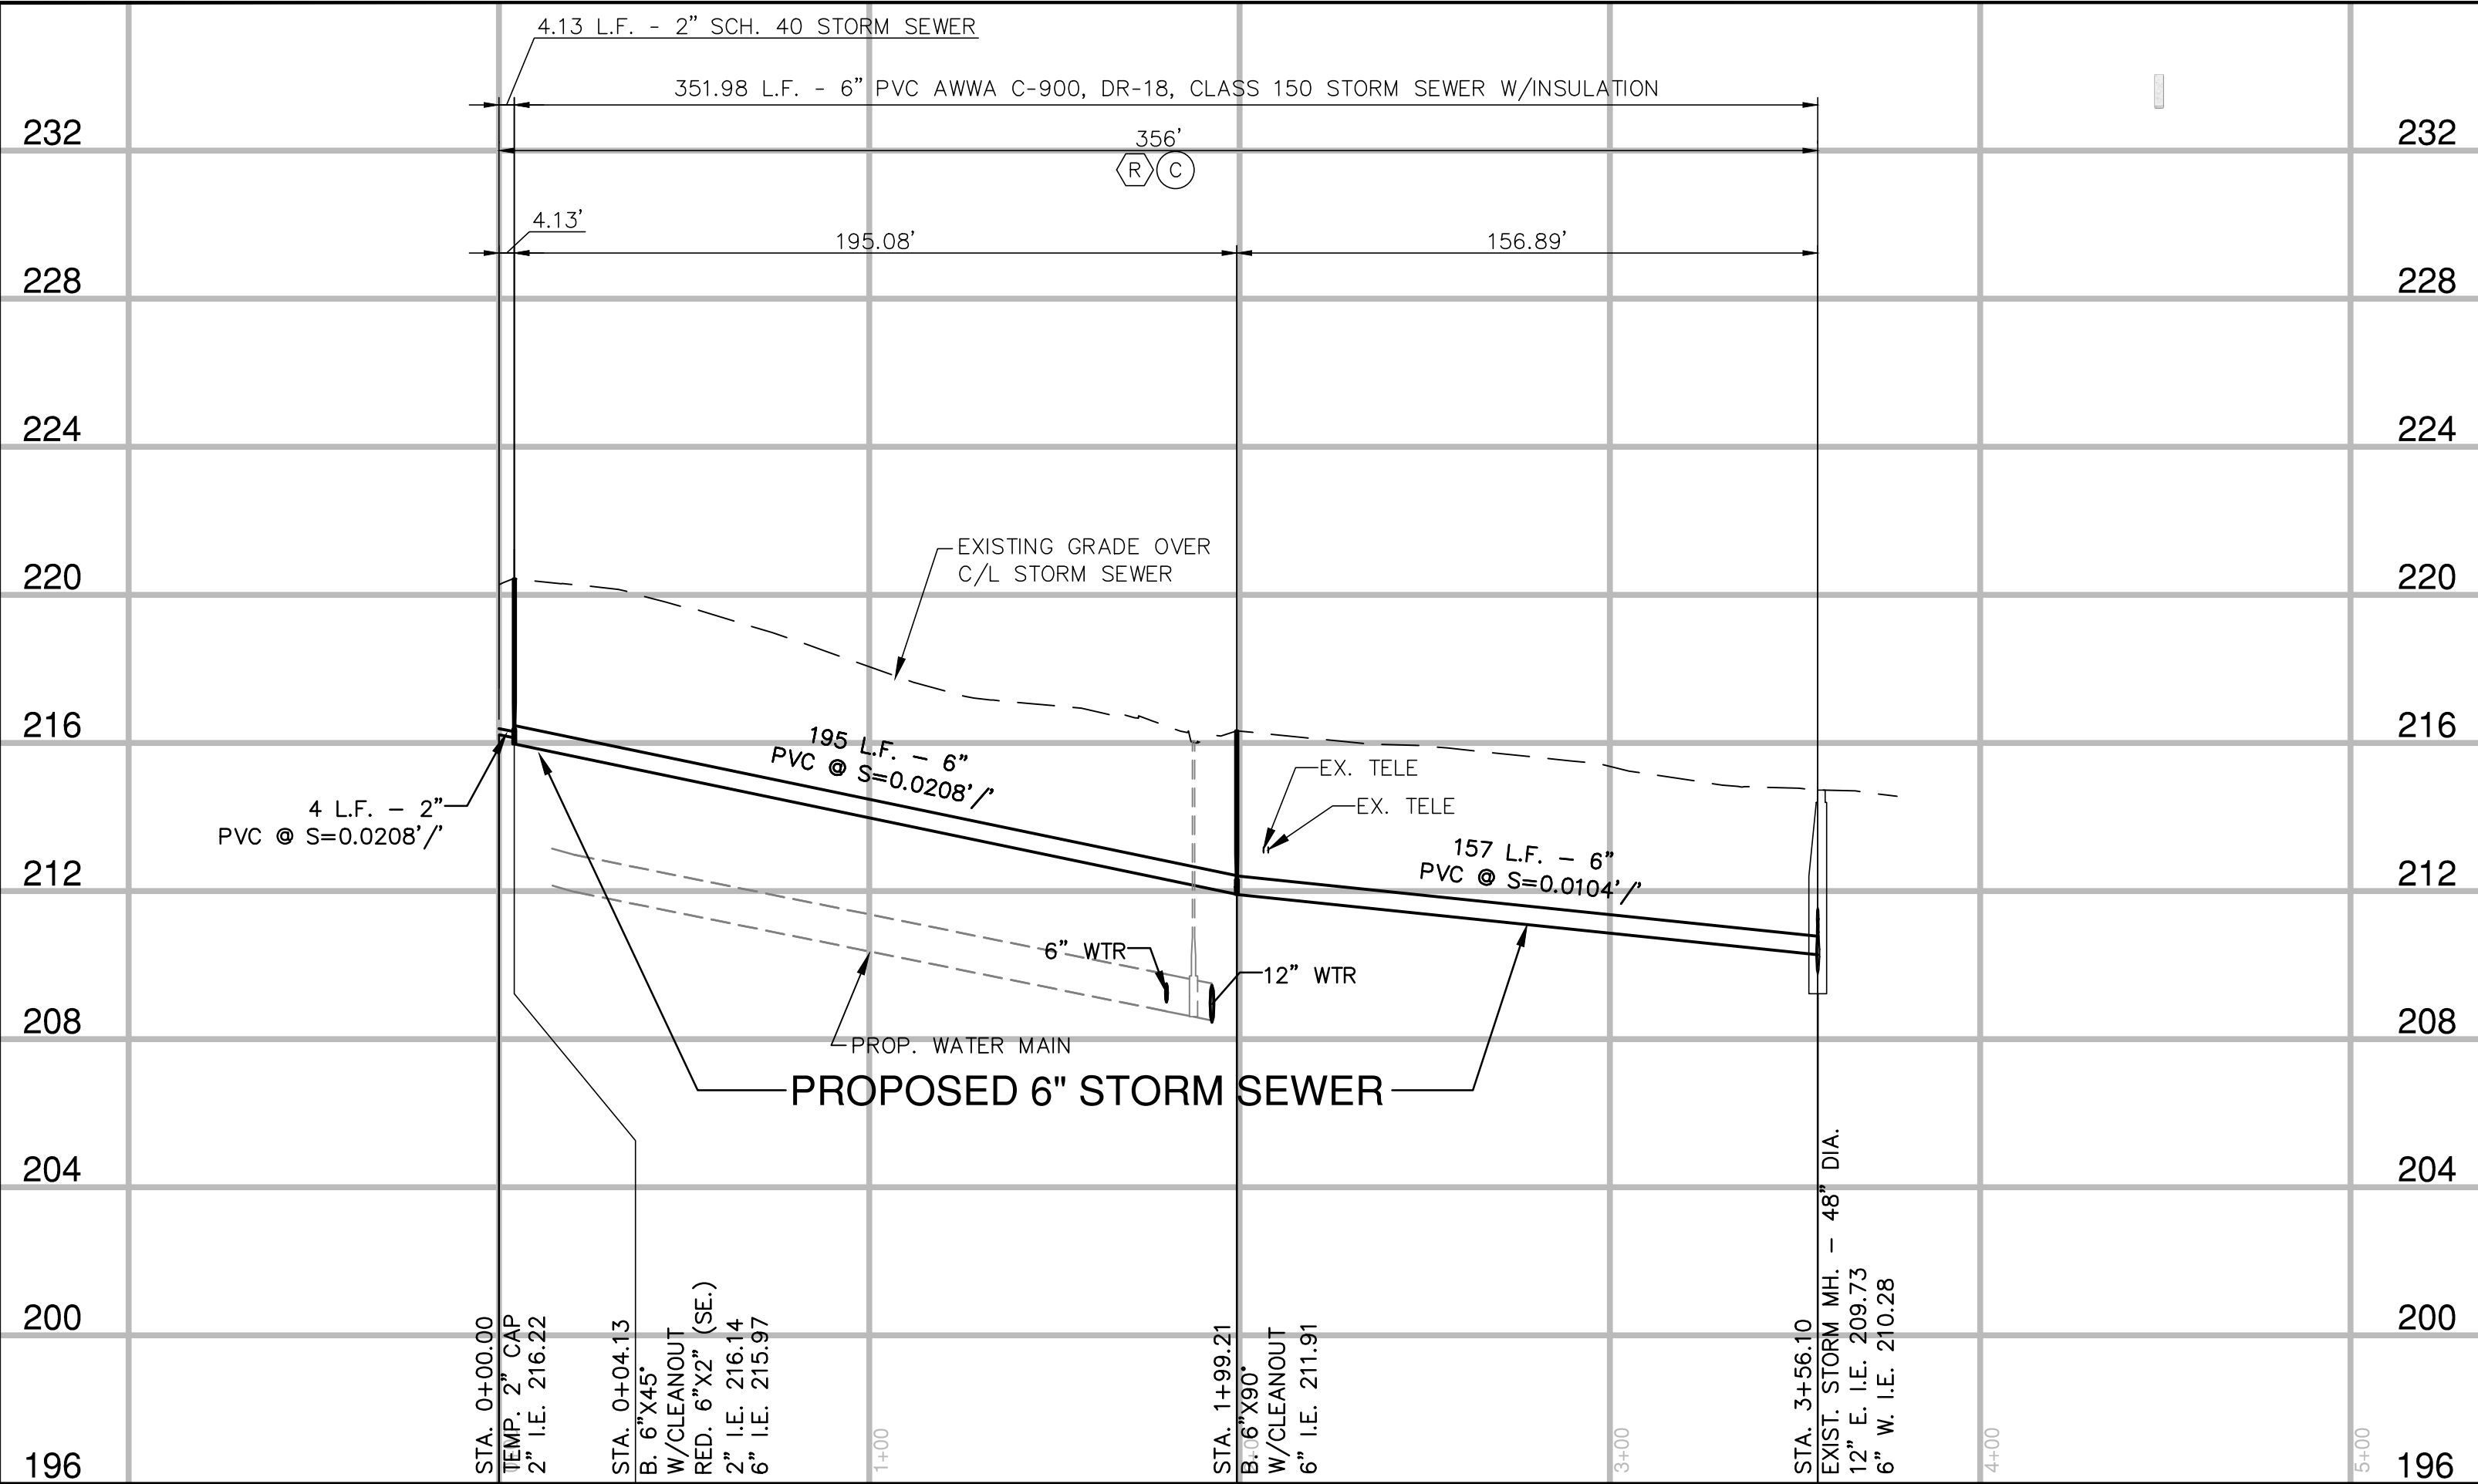 4.13 L.F. - 2" SCH. 40 STORM SEWER
351.98 L.F. - 6" PVC AWWA C-900, DR-18, CLASS 150 STORM SEWER W/INSULATION
356'
R C
4.13'
195.08'
156.89'
232
232
228
228
224
224
220
220
216
216
212
212
208
208
204
204
200
200
196
196
EXISTING GRADE OVER
C/L STORM SEWER
195 L.F. - 6"
PVC @ S=0.0208'/'
EX. TELE
EX. TELE
4 L.F. - 2"
PVC @ S=0.0208'/'
157 L.F. - 6"
PVC @ S=0.0104'/'
6" WTR
12" WTR
PROP. WATER MAIN
PROPOSED 6" STORM SEWER
STA. 0+00.00
TEMP. 2" CAP
2" I.E. 216.22
STA. 0+04.13
B. 6"X45°
W/CLEANOUT
RED. 6"X2" (SE.)
2" I.E. 216.14
6" I.E. 215.97
STA. 1+99.21
B. 6"X90°
W/CLEANOUT
6" I.E. 211.91
STA. 3+56.10
EXIST. STORM MH. - 48" DIA.
12" E. I.E. 209.73
6" W. I.E. 210.28
1+00
3+00
4+00
5+00